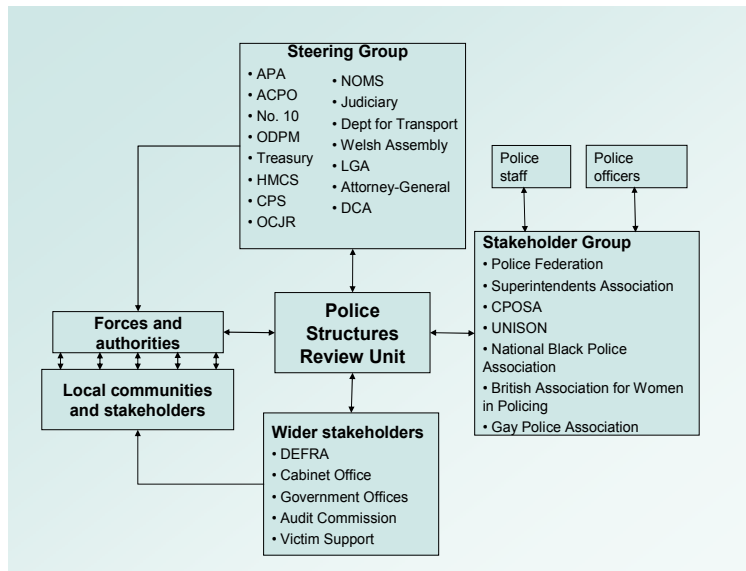 Steering Group
• APA
• ACPO
• No. 10
• ODPM
• Treasury
• HMCS
• CPS
• OCJR
• NOMS
• Judiciary
• Dept for Transport
• Welsh Assembly
• LGA
• Attorney-General
• DCA
Police
staff
Police
officers
Stakeholder Group
• Police Federation
• Superintendents Association
• CPOSA
• UNISON
• National Black Police
Association
• British Association for Women
in Policing
• Gay Police Association
Police
Structures
Review Unit
Forces and
authorities
Local communities
and stakeholders
Wider stakeholders
• DEFRA
• Cabinet Office
• Government Offices
• Audit Commission
• Victim Support